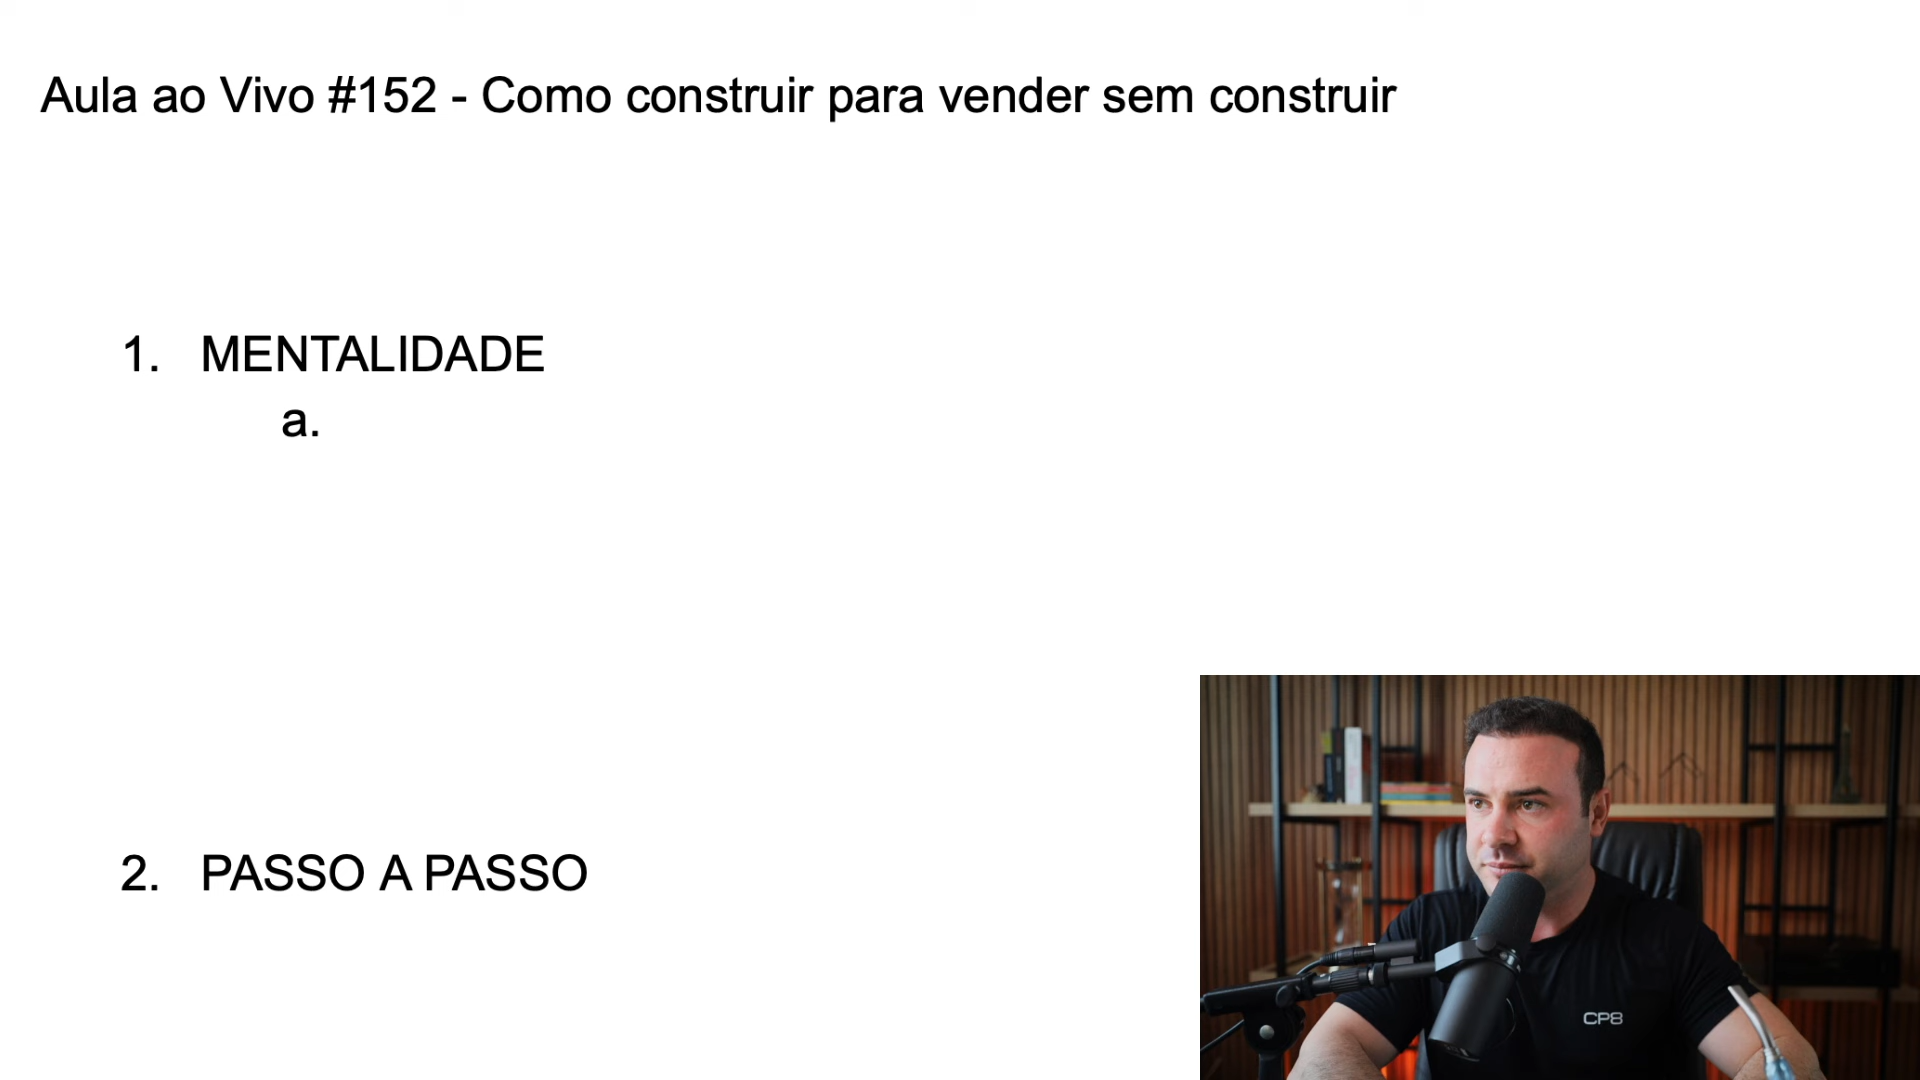 Aula ao Vivo #152 - Como construir para vender sem construir
1. MENTALIDADE
a.
2. PASSO A PASSO
CP8